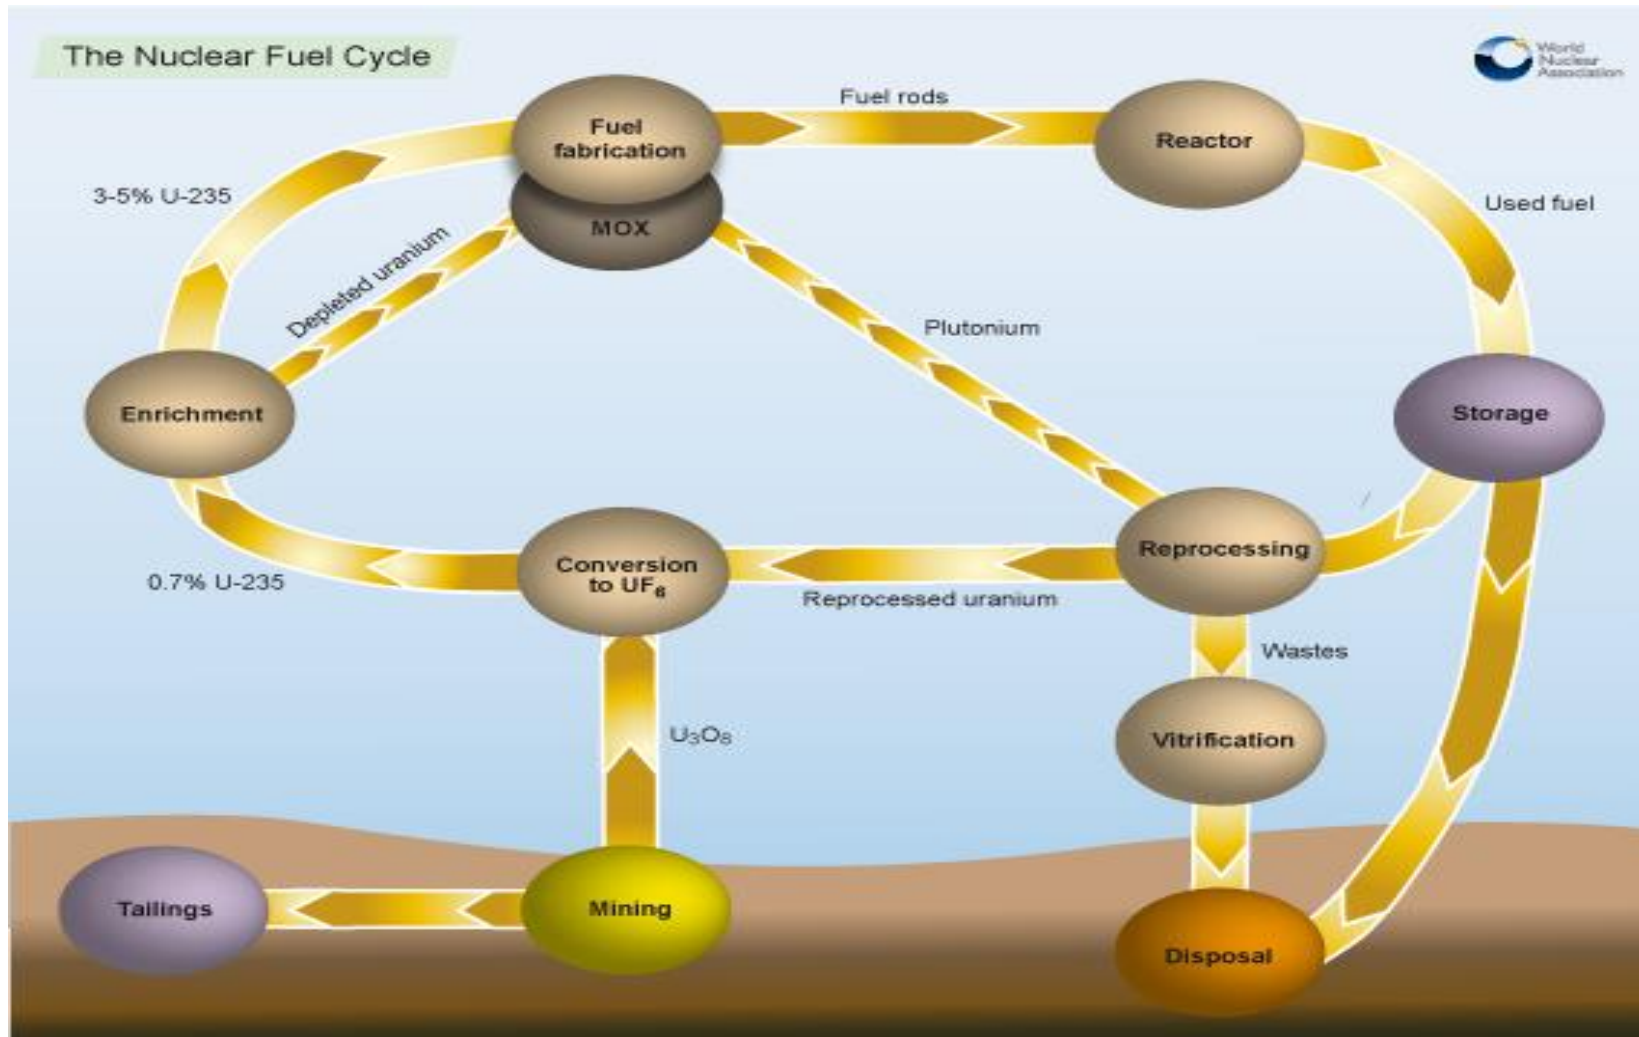 The Nuclear Fuel Cycle
World
Nuclear
Association
Fuel
fabrication
Fuel rods
Reactor
3-5% U-235
Used fuel
MOX
Depleted uranium
Plutonium
Enrichment
Storage
Reprocessing
Conversion
to UF₆
0.7% U-235
Reprocessed uranium
Wastes
U₃O₈
Vitrification
Tailings
Mining
Disposal